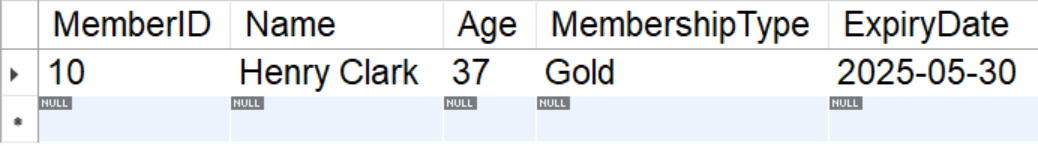 MemberID Name Age MembershipType ExpiryDate
10 Henry Clark 37 Gold 2025-05-30
NULL NULL NULL NULL NULL